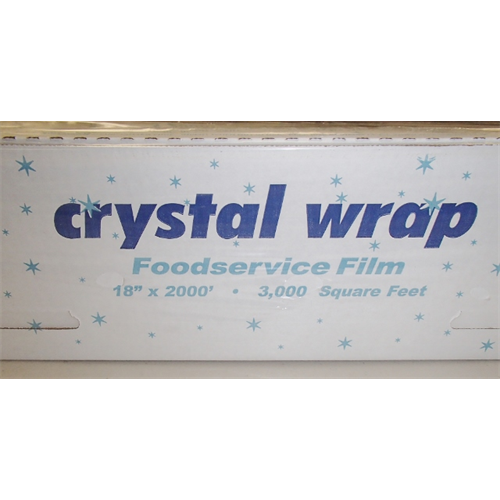 crystal wrap
Foodservice Film
18" x 2000' • 3,000 Square Feet